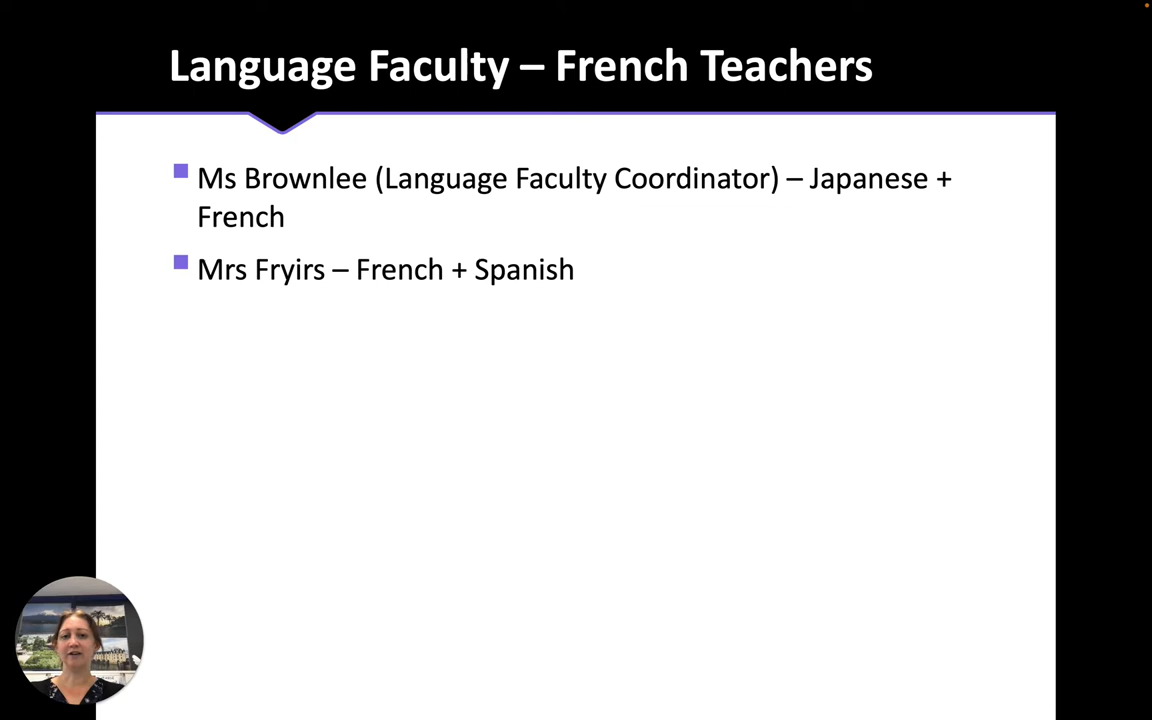 Language Faculty – French Teachers
Ms Brownlee (Language Faculty Coordinator) – Japanese +
French
Mrs Fryirs – French + Spanish